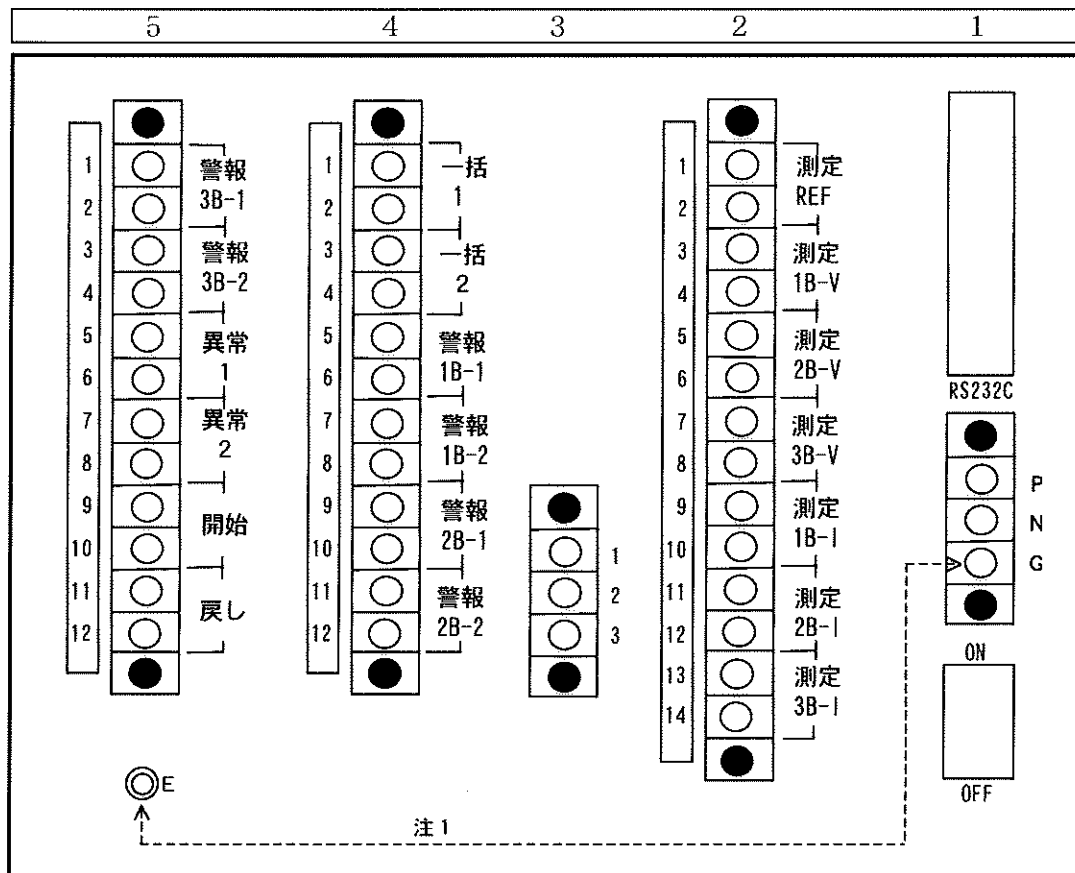 5 4 3 2 1
1
2
3
4
5
6
7
8
9
10
11
12
警報
3B-1
警報
3B-2
異常
1
異常
2
開始
戻し
E
1
2
3
4
5
6
7
8
9
10
11
12
一括
1
一括
2
警報
1B-1
警報
1B-2
警報
2B-1
警報
2B-2
1
2
3
1
2
3
4
5
6
7
8
9
10
11
12
13
14
測定
REF
測定
1B-V
測定
2B-V
測定
3B-V
測定
1B-I
測定
2B-I
測定
3B-I
RS232C
P
N
G
ON
OFF
注1